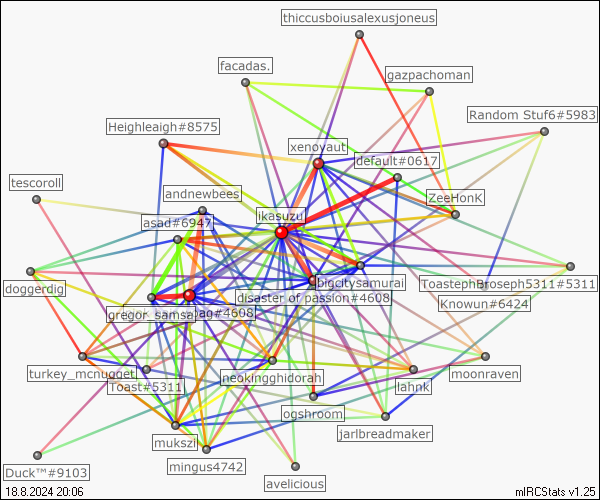 thiccusboiusalexusjoneus
facadas.
gazpachoman
Random Stuf6#5983
Heighleaigh#8575
xenoyaut
default#0617
tescoroll
andnewbees
ZeeHonK
asad#6947
ikasuzu
doggerdig
bigcitysamurai
ToastephBroseph5311#5311
disaster of passion#4608
Knowun#6424
gregor_samsa
bag#4608
turkey_mcnugget
Toast#5311
neokingghidorah
lahnk
moonraven
ogshroom
jarlbreadmaker
mukszi
mingus4742
Duck™#9103
avelicious
18.8.2024 20:06
mIRCStats v1.25